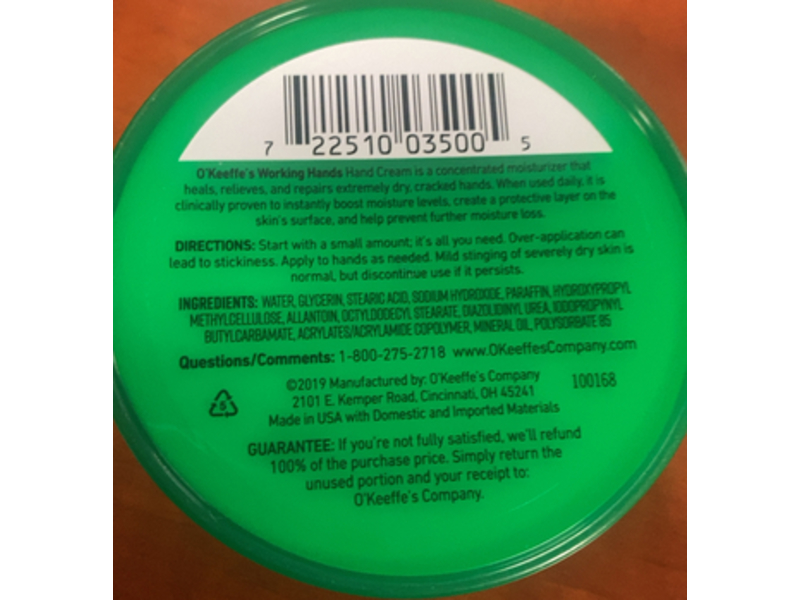 7 22510 03500 5
O'Keeffe's Working Hands Hand Cream is a concentrated moisturizer that
heals, relieves, and repairs extremely dry, cracked hands. When used daily, it is
clinically proven to instantly boost moisture levels, create a protective layer on the
skin's surface, and help prevent further moisture loss.
DIRECTIONS: Start with a small amount; it's all you need. Over-application can
lead to stickiness. Apply to hands as needed. Mild stinging of severely dry skin is
normal, but discontinue use if it persists.
INGREDIENTS: WATER, GLYCERIN, STEARIC ACID, SODIUM HYDROXIDE, PARAFFIN, HYDROXYPROPYL
METHYLCELLULOSE, ALLANTOIN, OCTYLDODECYL STEARATE, DIAZOLIDINYL UREA, IODOPROPYNYL
BUTYLCARBAMATE, ACRYLATES/ACRYLAMIDE COPOLYMER, MINERAL OIL, POLYSORBATE 85
Questions/Comments: 1-800-275-2718 www.OKeeffesCompany.com
©2019 Manufactured by: O'Keeffe's Company
2101 E. Kemper Road, Cincinnati, OH 45241
100168
5
Made in USA with Domestic and Imported Materials
GUARANTEE: If you're not fully satisfied, we'll refund
100% of the purchase price. Simply return the
unused portion and your receipt to:
O'Keeffe's Company.